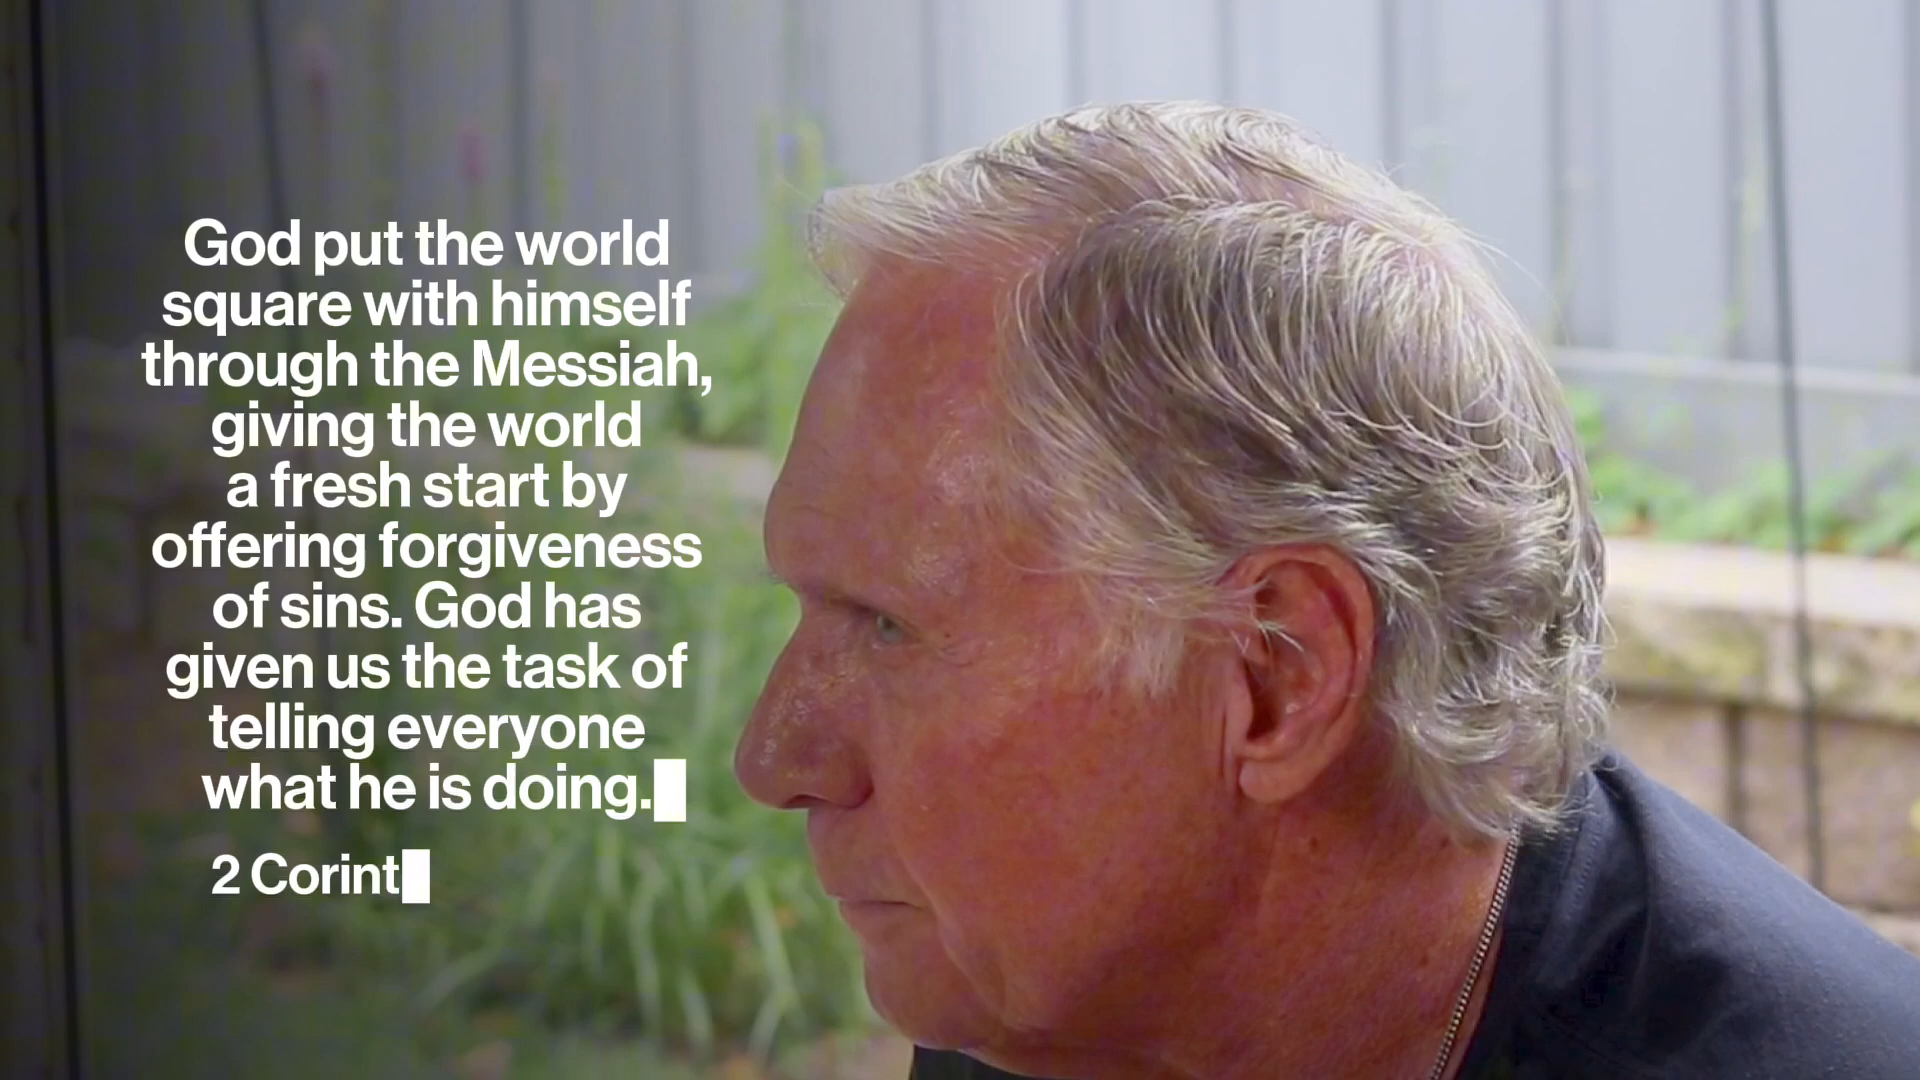 God put the world
square with himself
through the Messiah,
giving the world
a fresh start by
offering forgiveness
of sins. God has
given us the task of
telling everyone
what he is doing.
2 Corint